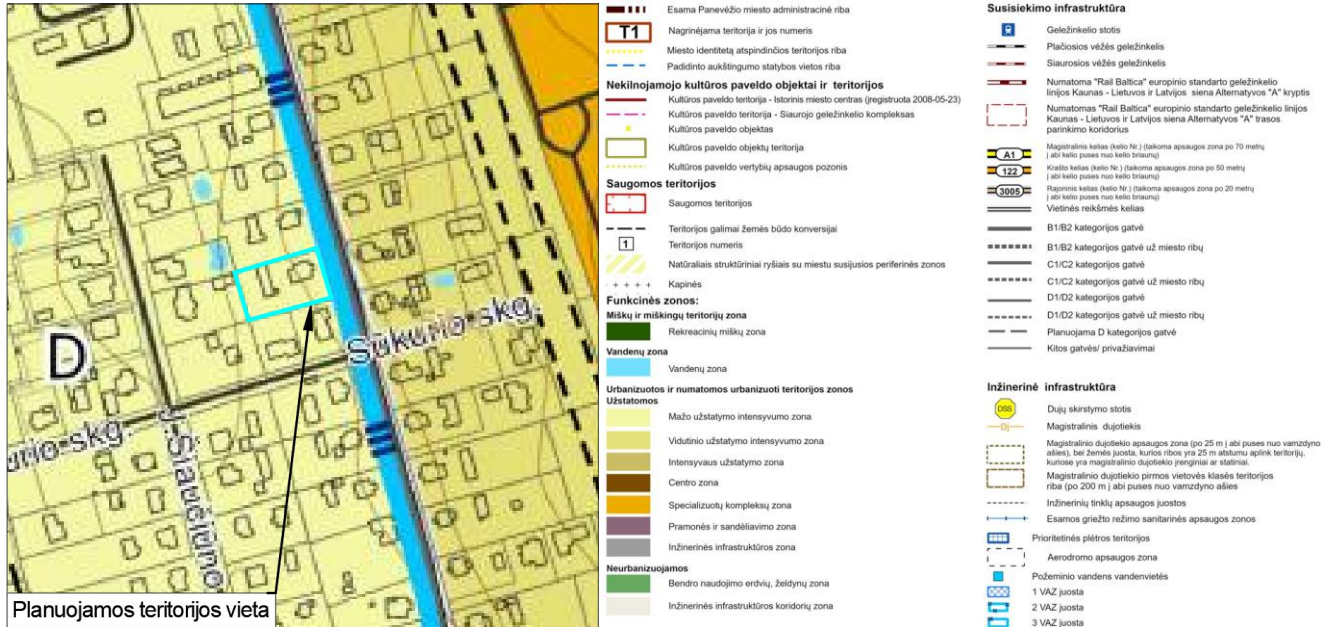 D
Sukurio skg.
urio skg.
V. Šlaučiūno
Planuojamos teritorijos vieta
Esama Panevėžio miesto administracinė riba
T1
Nagrinėjama teritorija ir jos numeris
Miesto identitetą atspindinčios teritorijos riba
Padidinto aukštingumo statybos vietos riba
Nekilnojamojo kultūros paveldo objektai ir teritorijos
Kultūros paveldo teritorija - Istorinis miesto centras (įregistruota 2008-05-23)
Kultūros paveldo teritorija - Siaurojo geležinkelio kompleksas
Kultūros paveldo objektas
Kultūros paveldo objektų teritorija
Kultūros paveldo vertybių apsaugos pozonis
Saugomos teritorijos
Saugomos teritorijos
Teritorijos galimai žemės būdo konversijai
1
Teritorijos numeris
Natūraliais struktūriniai ryšiais su miestu susijusios periferinės zonos
Kapinės
Funkcinės zonos:
Miškų ir miškingų teritorijų zona
Rekreacinių miškų zona
Vandenų zona
Vandenų zona
Urbanizuotos ir numatomos urbanizuoti teritorijos zonos
Užstatomos
Mažo užstatymo intensyvumo zona
Vidutinio užstatymo intensyvumo zona
Intensyvaus užstatymo zona
Centro zona
Specializuotų kompleksų zona
Pramonės ir sandėliavimo zona
Inžinerinės infrastruktūros zona
Neurbanizuojamos
Bendro naudojimo erdvių, želdynų zona
Inžinerinės infrastruktūros koridorių zona
Susisiekimo infrastruktūra
Geležinkelio stotis
Plačiosios vėžės geležinkelis
Siaurosios vėžės geležinkelis
Numatoma "Rail Baltica" europinio standarto geležinkelio
linijos Kaunas - Lietuvos ir Latvijos siena Alternatyvos "A" kryptis
Numatomas "Rail Baltica" europinio standarto geležinkelio linijos
Kaunas - Lietuvos ir Latvijos siena Alternatyvos "A" trasos
parinkimo koridorius
A1
Magistralinis kelias (kelio Nr.) (taikoma apsaugos zona po 70 metrų
į abi kelio puses nuo kelio briaunų)
122
Krašto kelias (kelio Nr.) (taikoma apsaugos zona po 50 metrų
į abi kelio puses nuo kelio briaunų)
3005
Rajoninis kelias (kelio Nr.) (taikoma apsaugos zona po 20 metrų
į abi kelio puses nuo kelio briaunų)
Vietinės reikšmės kelias
B1/B2 kategorijos gatvė
B1/B2 kategorijos gatvė už miesto ribų
C1/C2 kategorijos gatvė
C1/C2 kategorijos gatvė už miesto ribų
D1/D2 kategorijos gatvė
D1/D2 kategorijos gatvė už miesto ribų
Planuojama D kategorijos gatvė
Kitos gatvės/ privažiavimai
Inžinerinė infrastruktūra
DSS
Dujų skirstymo stotis
Dj
Magistralinis dujotiekis
Magistralinio dujotiekio apsaugos zona (po 25 m į abi puses nuo vamzdyno
ašies), bei žemės juosta, kurios ribos yra 25 m atstumu aplink teritorijų,
kuriose yra magistralinio dujotiekio įrenginiai ar statiniai.
Magistralinio dujotiekio pirmos vietovės klasės teritorijos
riba (po 200 m į abi puses nuo vamzdyno ašies
Inžinerinių tinklų apsaugos juostos
Esamos griežto režimo sanitarinės apsaugos zonos
Prioritetinės plėtros teritorijos
Aerodromo apsaugos zona
Požeminio vandens vandenvietės
1 VAZ juosta
2 VAZ juosta
3 VAZ juosta